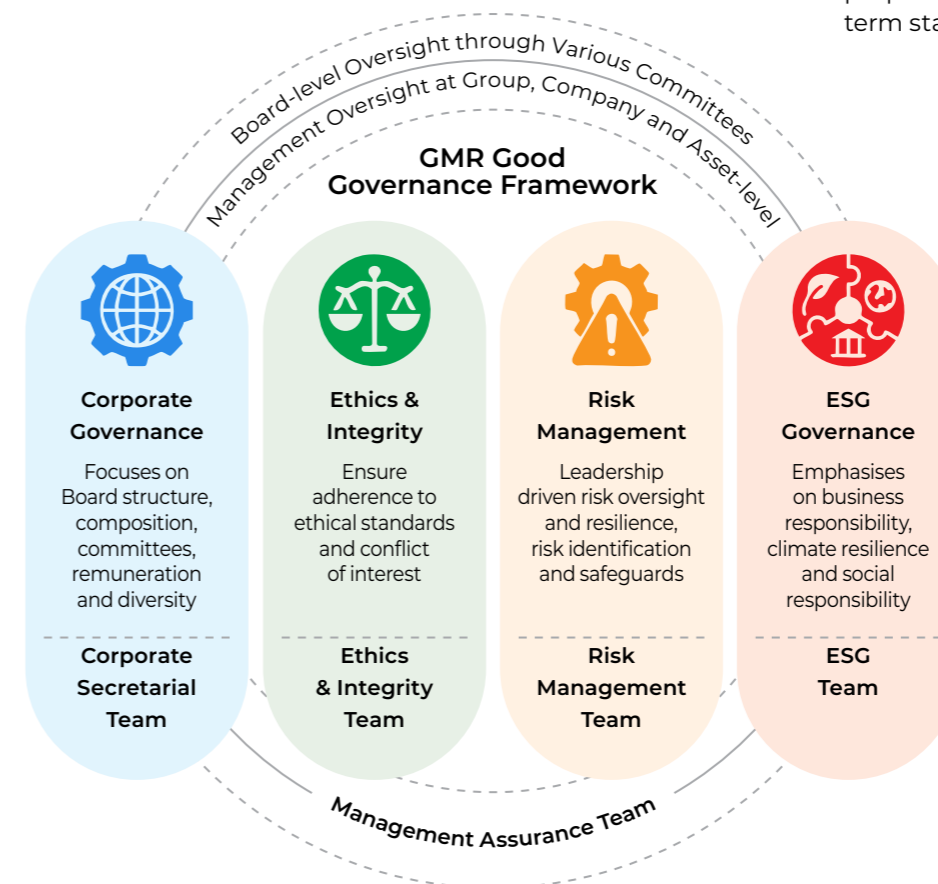 term sta
Board-level Oversight through Various Committees
Management Oversight at Group, Company and Asset-level
GMR Good
Governance Framework
Corporate
Governance
Focuses on
Board structure,
composition,
committees,
remuneration
and diversity
Corporate
Secretarial
Team
Ethics &
Integrity
Ensure
adherence to
ethical standards
and conflict
of interest
Ethics
& Integrity
Team
Risk
Management
Leadership
driven risk oversight
and resilience,
risk identification
and safeguards
Risk
Management
Team
ESG
Governance
Emphasises
on business
responsibility,
climate resilience
and social
responsibility
ESG
Team
Management Assurance Team